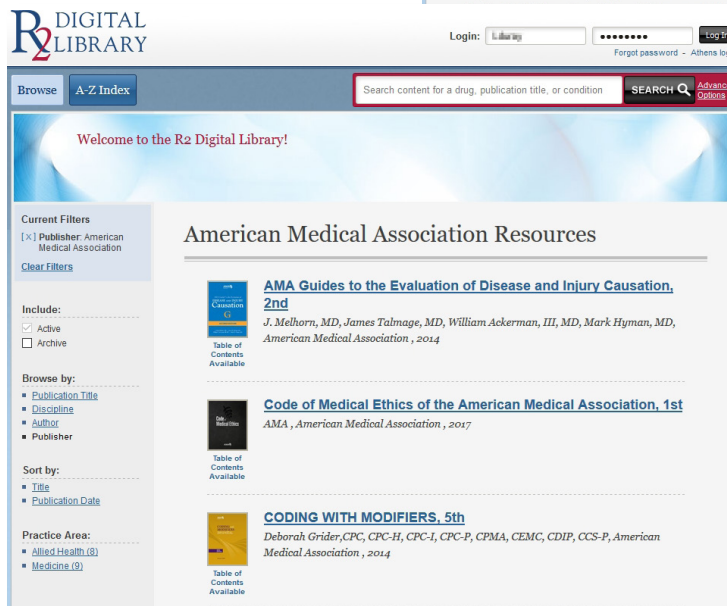 R2 DIGITAL
LIBRARY
Login:
Log In
Forgot password - Athens log
Browse
A-Z Index
Search content for a drug, publication title, or condition
SEARCH
Advanc
Options
Welcome to the R2 Digital Library!
Current Filters
[X] Publisher: American
Medical Association
Clear Filters
Include:
Active
Archive
Browse by:
Publication Title
Discipline
Author
Publisher
Sort by:
Title
Publication Date
Practice Area:
Allied Health (8)
Medicine (9)
American Medical Association Resources
Causation
G
Table of
Contents
Available
AMA Guides to the Evaluation of Disease and Injury Causation,
2nd
J. Melhorn, MD, James Talmage, MD, William Ackerman, III, MD, Mark Hyman, MD,
American Medical Association , 2014
Code of
Medical Ethics
Table of
Contents
Available
Code of Medical Ethics of the American Medical Association, 1st
AMA , American Medical Association , 2017
Table of
Contents
Available
CODING WITH MODIFIERS, 5th
Deborah Grider,CPC, CPC-H, CPC-I, CPC-P, CPMA, CEMC, CDIP, CCS-P, American
Medical Association , 2014